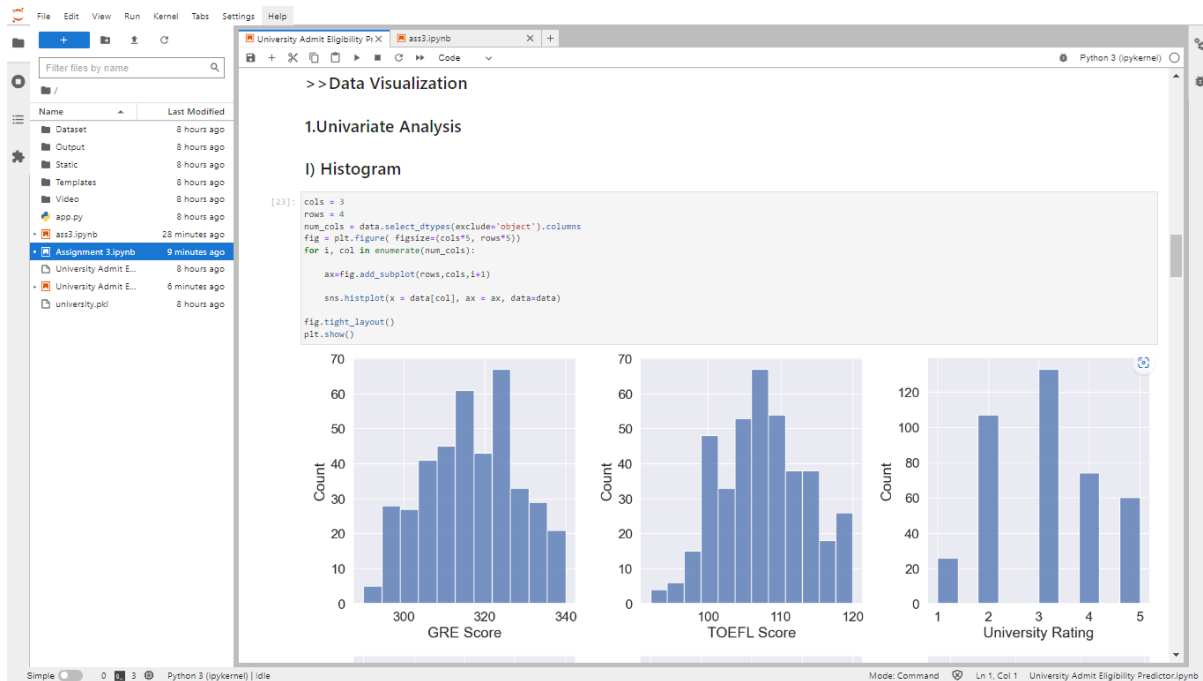 File Edit View Run Kernel Tabs Settings Help
+
Filter files by name
/
Name Last Modified
Dataset 8 hours ago
Output 8 hours ago
Static 8 hours ago
Templates 8 hours ago
Video 8 hours ago
app.py 8 hours ago
ass3.ipynb 28 minutes ago
Assignment 3.ipynb 9 minutes ago
University Admit E... 8 hours ago
University Admit E... 6 minutes ago
university.pkl 8 hours ago
University Admit Eligibility Pr X ass3.ipynb X +
Code Python 3 (ipykernel)
>>Data Visualization
1.Univariate Analysis
I) Histogram
[23]: cols = 3
rows = 4
num_cols = data.select_dtypes(exclude='object').columns
fig = plt.figure( figsize=(cols*5, rows*5))
for i, col in enumerate(num_cols):
ax=fig.add_subplot(rows,cols,i+1)
sns.histplot(x = data[col], ax = ax, data=data)
fig.tight_layout()
plt.show()
70
60
50
40
30
20
10
0
Count
300 320 340
GRE Score
70
60
50
40
30
20
10
0
Count
100 110 120
TOEFL Score
120
100
80
60
40
20
0
Count
1 2 3 4 5
University Rating
Simple 0 3 Python 3 (ipykernel) | Idle Mode: Command Ln 1, Col 1 University Admit Eligibility Predictor.ipynb